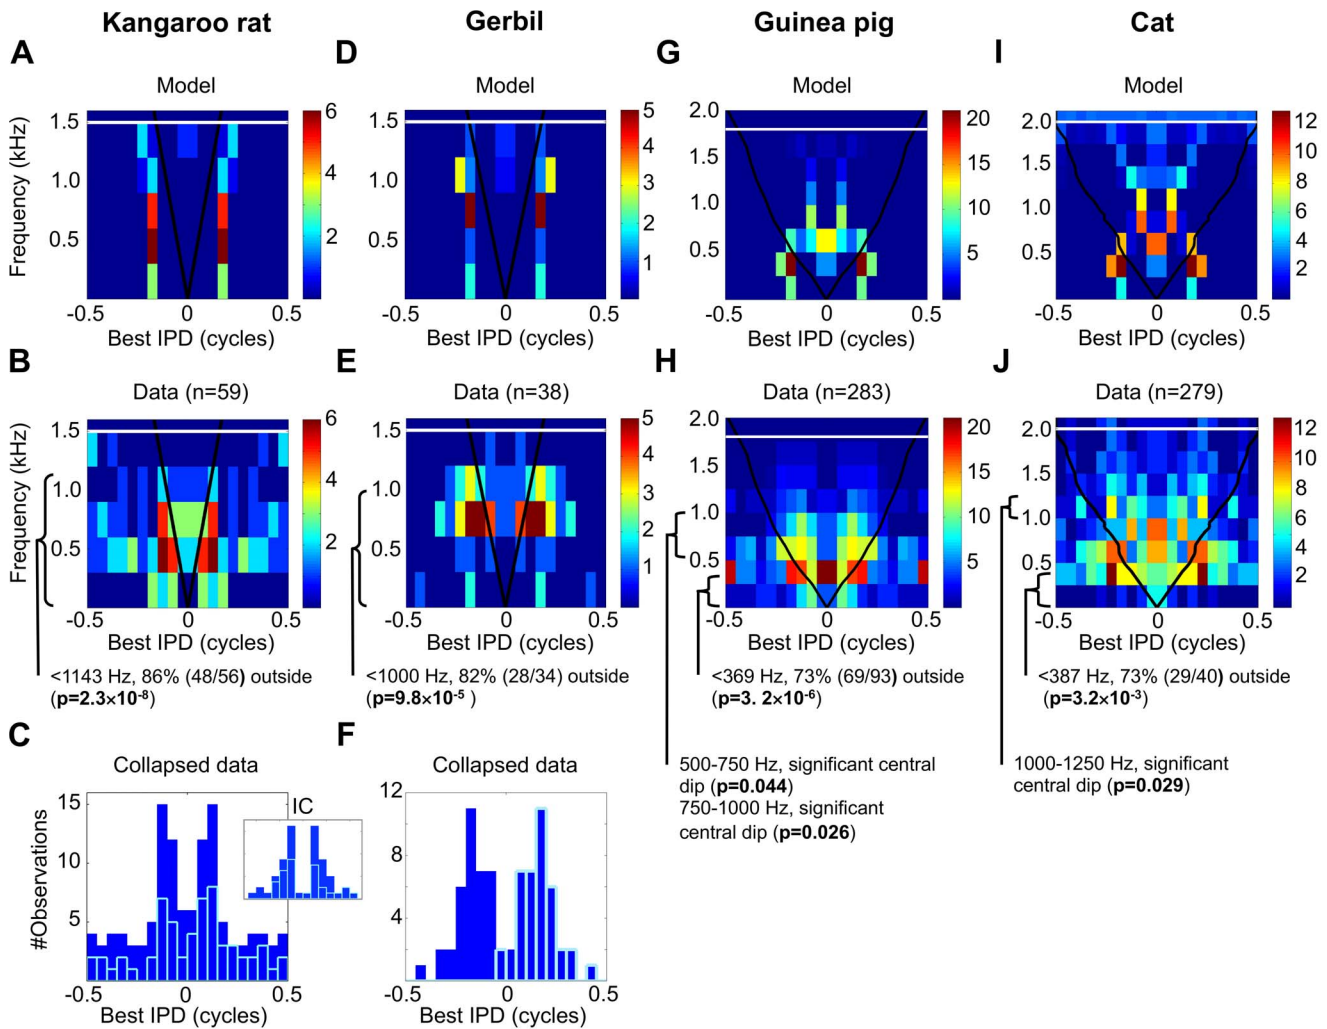 Kangaroo rat
Gerbil
Guinea pig
Cat
A
Model
Frequency (kHz)
1.5
1.0
0.5
-0.5
0
0.5
Best IPD (cycles)
6
4
2
D
Model
1.5
1.0
0.5
-0.5
0
0.5
Best IPD (cycles)
5
4
3
2
1
G
Model
2.0
1.5
1.0
0.5
-0.5
0
0.5
Best IPD (cycles)
20
15
10
5
I
Model
2.0
1.5
1.0
0.5
-0.5
0
0.5
Best IPD (cycles)
12
10
8
6
4
2
B
Data (n=59)
Frequency (kHz)
1.5
1.0
0.5
0
-0.5
0
0.5
Best IPD (cycles)
6
4
2
<1143 Hz, 86% (48/56) outside
(p=2.3×10-8)
E
Data (n=38)
1.5
1.0
0.5
0
-0.5
0
0.5
Best IPD (cycles)
5
4
3
2
1
<1000 Hz, 82% (28/34) outside
(p=9.8×10-5 )
H
Data (n=283)
2.0
1.5
1.0
0.5
0
-0.5
0
0.5
Best IPD (cycles)
20
15
10
5
<369 Hz, 73% (69/93) outside
(p=3. 2×10-6)
500-750 Hz, significant central
dip (p=0.044)
750-1000 Hz, significant
central dip (p=0.026)
J
Data (n=279)
2.0
1.5
1.0
0.5
0
-0.5
0
0.5
Best IPD (cycles)
12
10
8
6
4
2
<387 Hz, 73% (29/40) outside
(p=3.2×10-3)
1000-1250 Hz, significant
central dip (p=0.029)
C
Collapsed data
#Observations
15
10
5
-0.5
0
0.5
Best IPD (cycles)
IC
F
Collapsed data
12
8
4
-0.5
0
0.5
Best IPD (cycles)